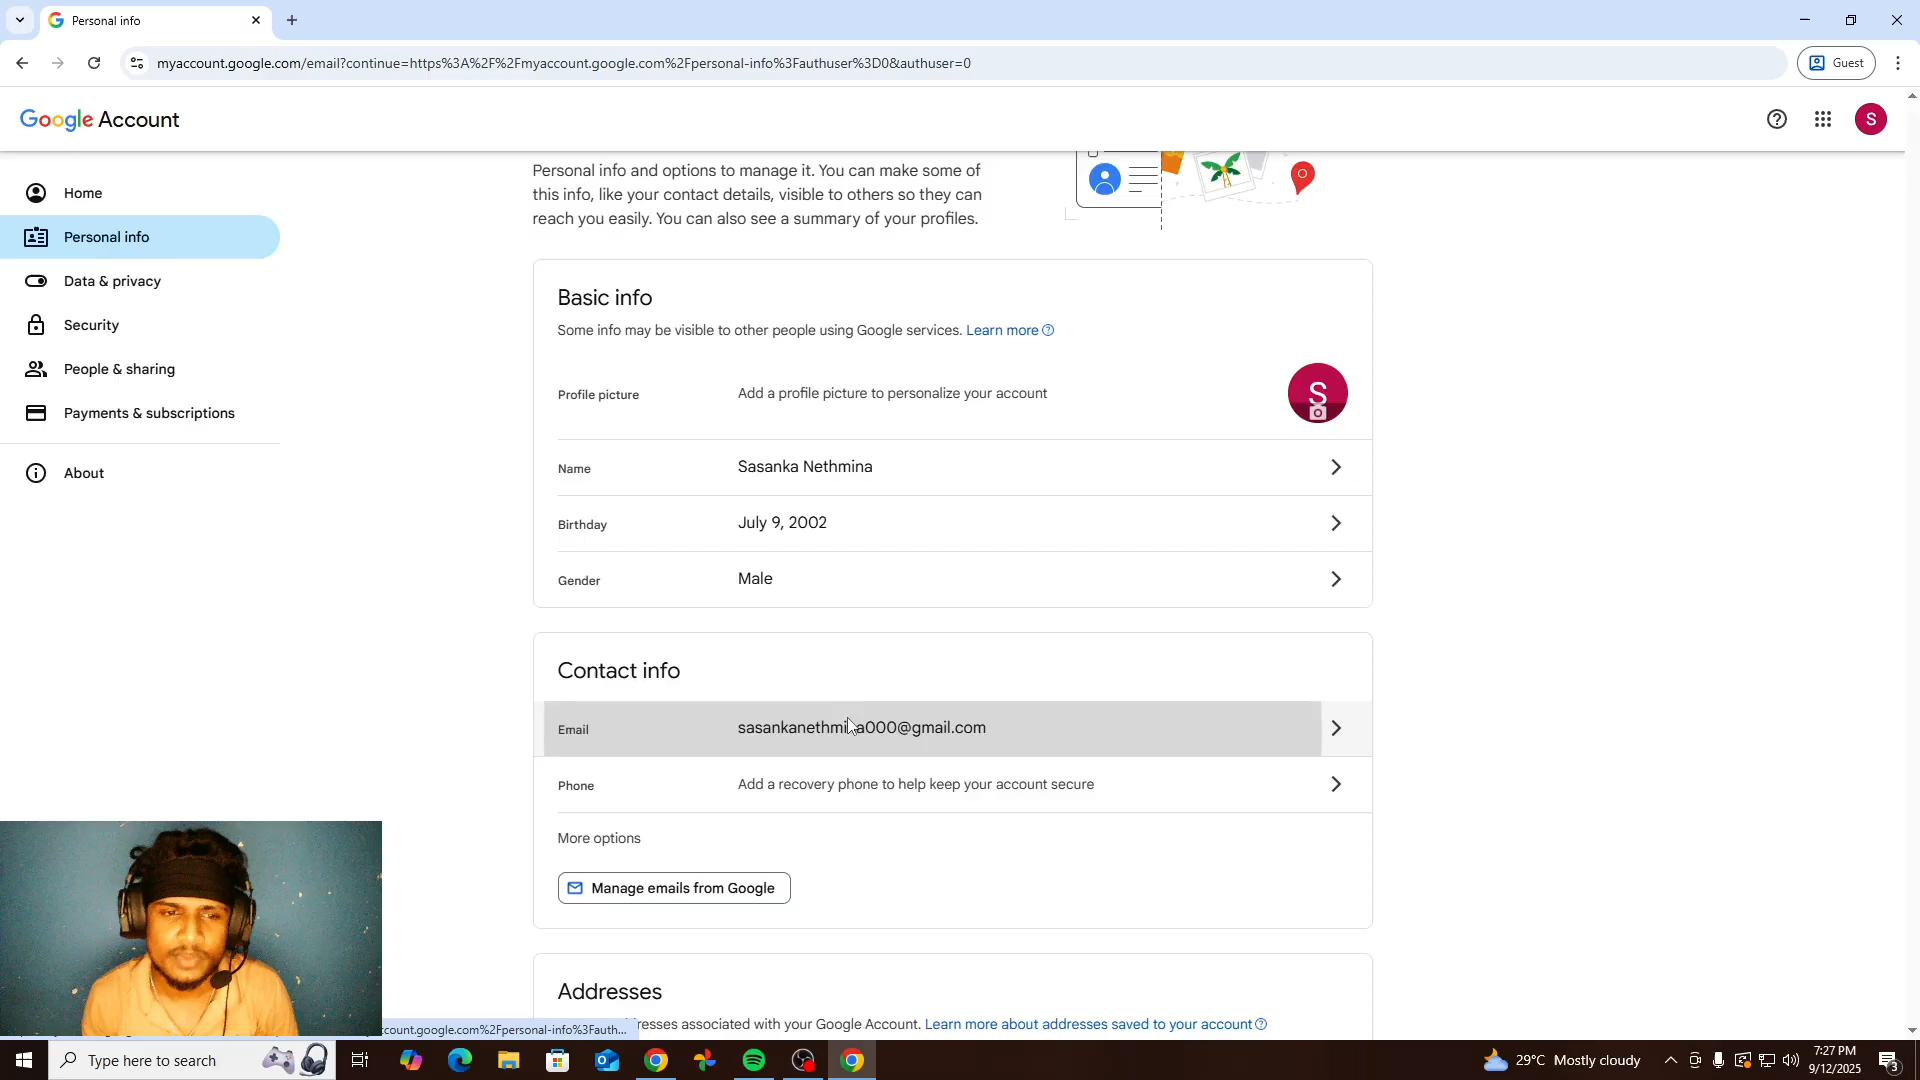 Personal info
myaccount.google.com/email?continue=https%3A%2F%2Fmyaccount.google.com%2Fpersonal-info%3Fauthuser%3D0&authuser=0
Guest
Google Account
S
Home
Personal info
Data & privacy
Security
People & sharing
Payments & subscriptions
About
Personal info and options to manage it. You can make some of
this info, like your contact details, visible to others so they can
reach you easily. You can also see a summary of your profiles.
Basic info
Some info may be visible to other people using Google services. Learn more
Profile picture Add a profile picture to personalize your account
S
Name Sasanka Nethmina
Birthday July 9, 2002
Gender Male
Contact info
Email sasankanethmina000@gmail.com
Phone Add a recovery phone to help keep your account secure
More options
Manage emails from Google
Addresses
associated with your Google Account. Learn more about addresses saved to your account
count.google.com%2Fpersonal-info%3Fauth...
Type here to search
29°C Mostly cloudy
7:27 PM
9/12/2025
3